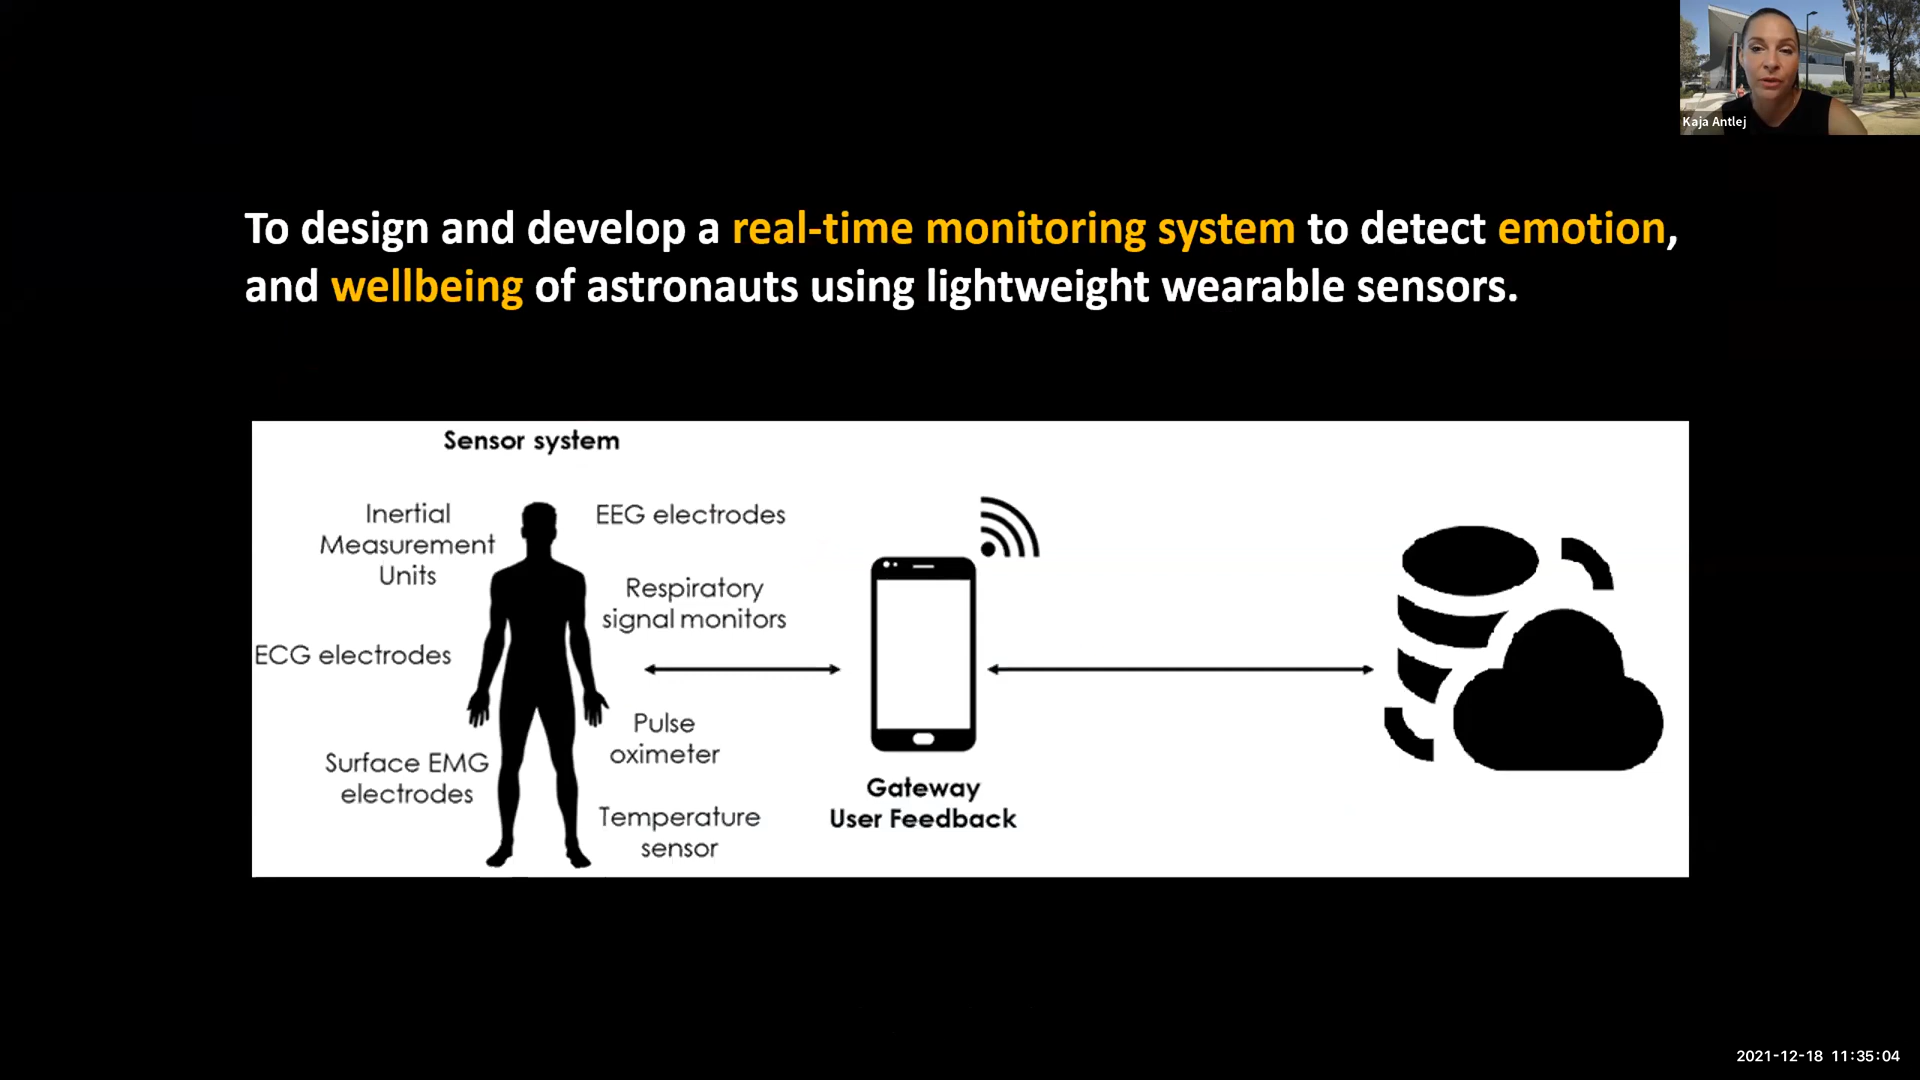 Kaja Antlej
To design and develop a real-time monitoring system to detect emotion,
and wellbeing of astronauts using lightweight wearable sensors.
Sensor system
Inertial
Measurement
Units
EEG electrodes
Respiratory
signal monitors
ECG electrodes
Pulse
oximeter
Surface EMG
electrodes
Temperature
sensor
Gateway
User Feedback
2021-12-18 11:35:04